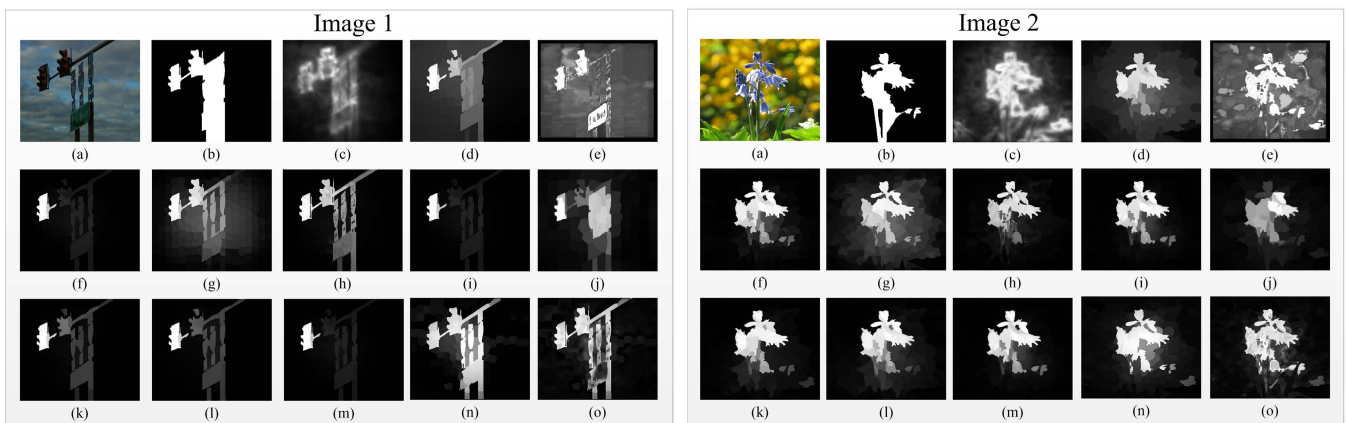 Image 1
(a) (b) (c) (d) (e)
(f) (g) (h) (i) (j)
(k) (l) (m) (n) (o)
Image 2
(a) (b) (c) (d) (e)
(f) (g) (h) (i) (j)
(k) (l) (m) (n) (o)